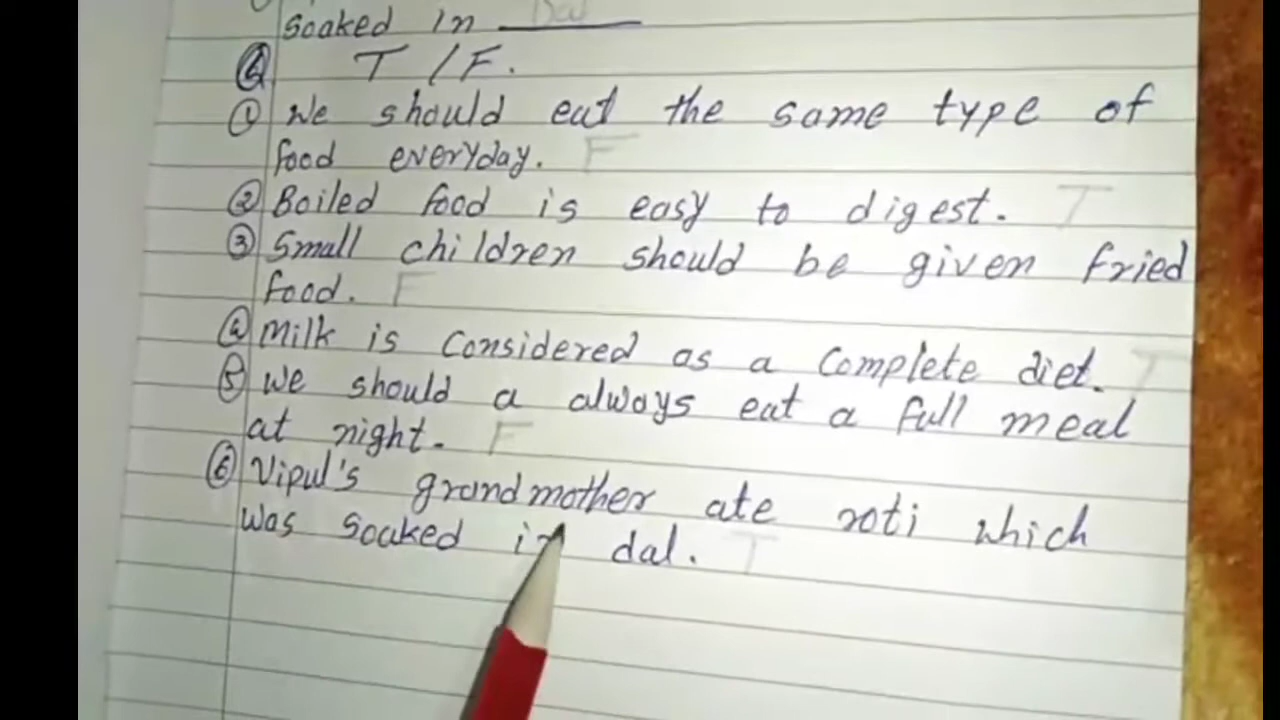 soaked in Dal
④ T / F.
① We should eat the same type of
food everyday. F
② Boiled food is easy to digest. T
③ Small children should be given fried
food. F
④ Milk is considered as a complete diet. T
⑤ We should a always eat a full meal
at night. F
⑥ Vipul's grandmother ate roti which
was soaked in dal. T